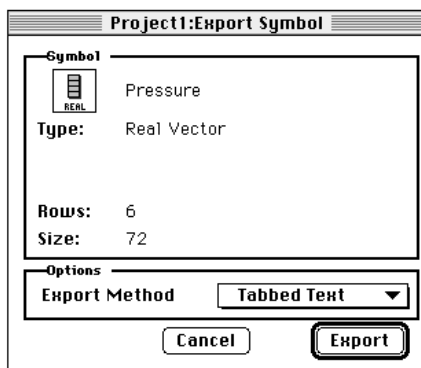 Project1:Export Symbol
Symbol
REAL
Pressure
Type: Real Vector
Rows: 6
Size: 72
Options
Export Method Tabbed Text
Cancel Export